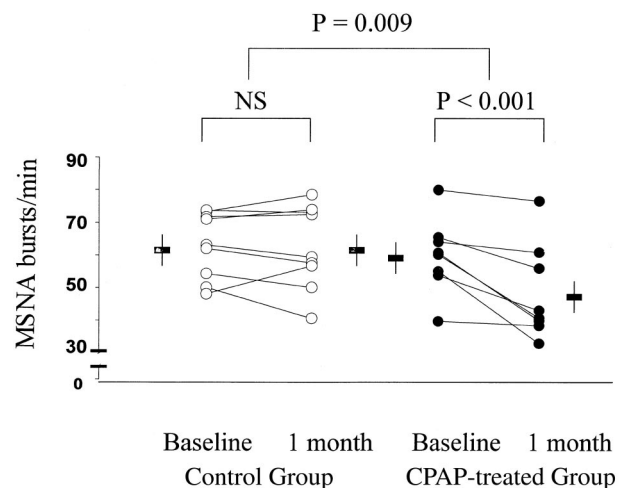 P = 0.009
NS
P < 0.001
MSNA bursts/min
90
70
50
30
0
Baseline 1 month Baseline 1 month
Control Group CPAP-treated Group